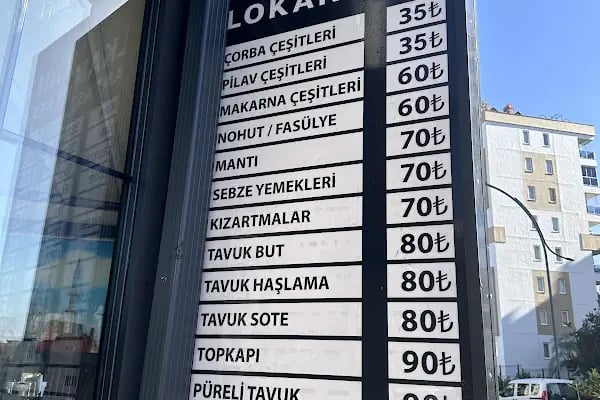 LOKAN
ÇORBA ÇEŞİTLERİ 35₺
PİLAV ÇEŞİTLERİ 35₺
MAKARNA ÇEŞİTLERİ 60₺
NOHUT / FASÜLYE 60₺
MANTI 70₺
SEBZE YEMEKLERİ 70₺
KIZARTMALAR 70₺
TAVUK BUT 80₺
TAVUK HAŞLAMA 80₺
TAVUK SOTE 80₺
TOPKAPI 90₺
PÜRELİ TAVUK 90₺